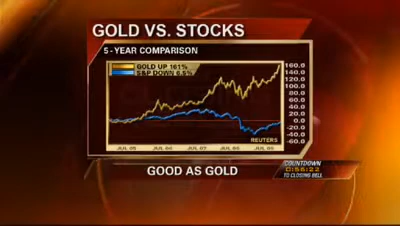 GOLD VS. STOCKS
5-YEAR COMPARISON
GOLD UP 161%
S&P DOWN 6.8%
160.0
140.0
120.0
100.0
80.0
60.0
40.0
20.0
0.0
-20.0
-40.0
-60.0
REUTERS
JUL 05 JUL 06 JUL 07 JUL 08 JUL 09
GOOD AS GOLD
COUNTDOWN
0:56:22
TO CLOSING BELL